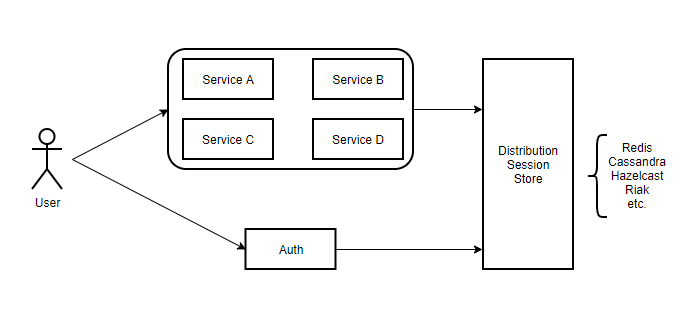 Service A
Service B
Service C
Service D
User
Auth
Distribution
Session
Store
Redis
Cassandra
Hazelcast
Riak
etc.